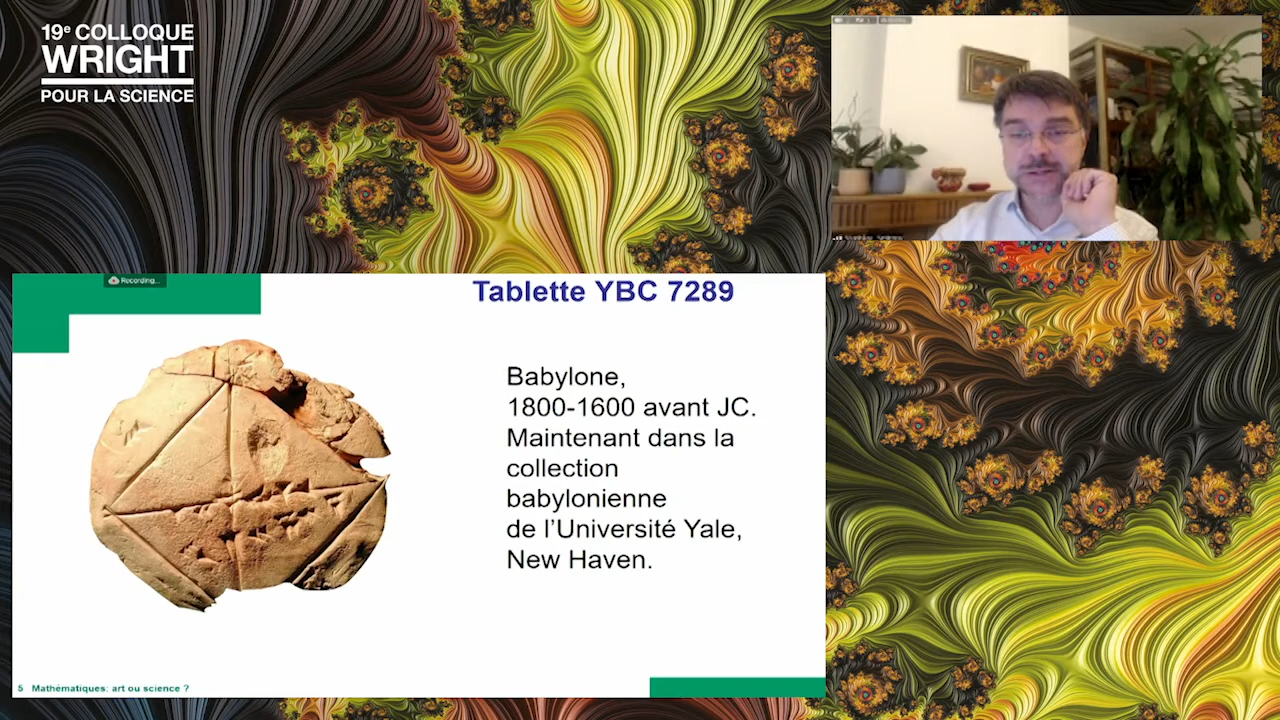 19e COLLOQUE
WRIGHT
POUR LA SCIENCE
Recording...
Tablette YBC 7289
Babylone,
1800-1600 avant JC.
Maintenant dans la
collection
babylonienne
de l'Université Yale,
New Haven.
5 Mathématiques: art ou science ?